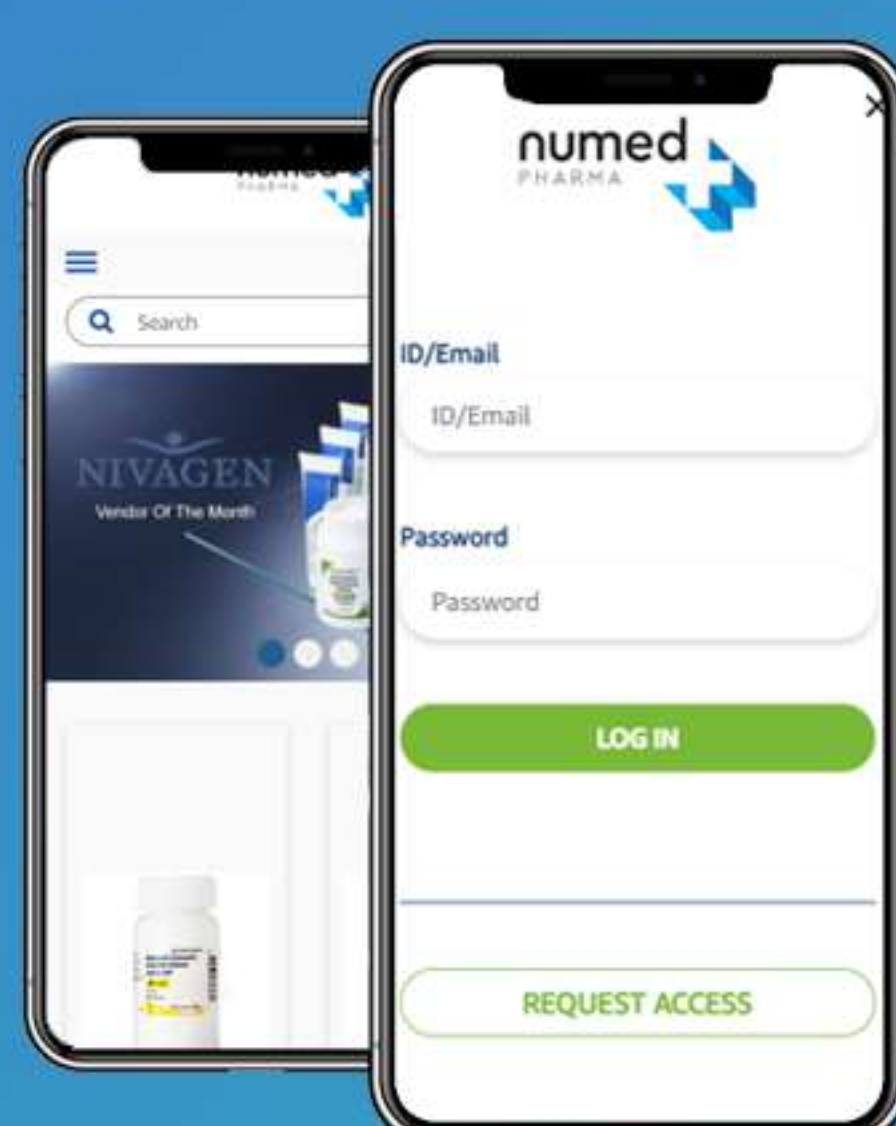 numed
PHARMA
Search
NIVAGEN
Vendor Of The Month
numed
PHARMA
ID/Email
ID/Email
Password
Password
LOG IN
REQUEST ACCESS